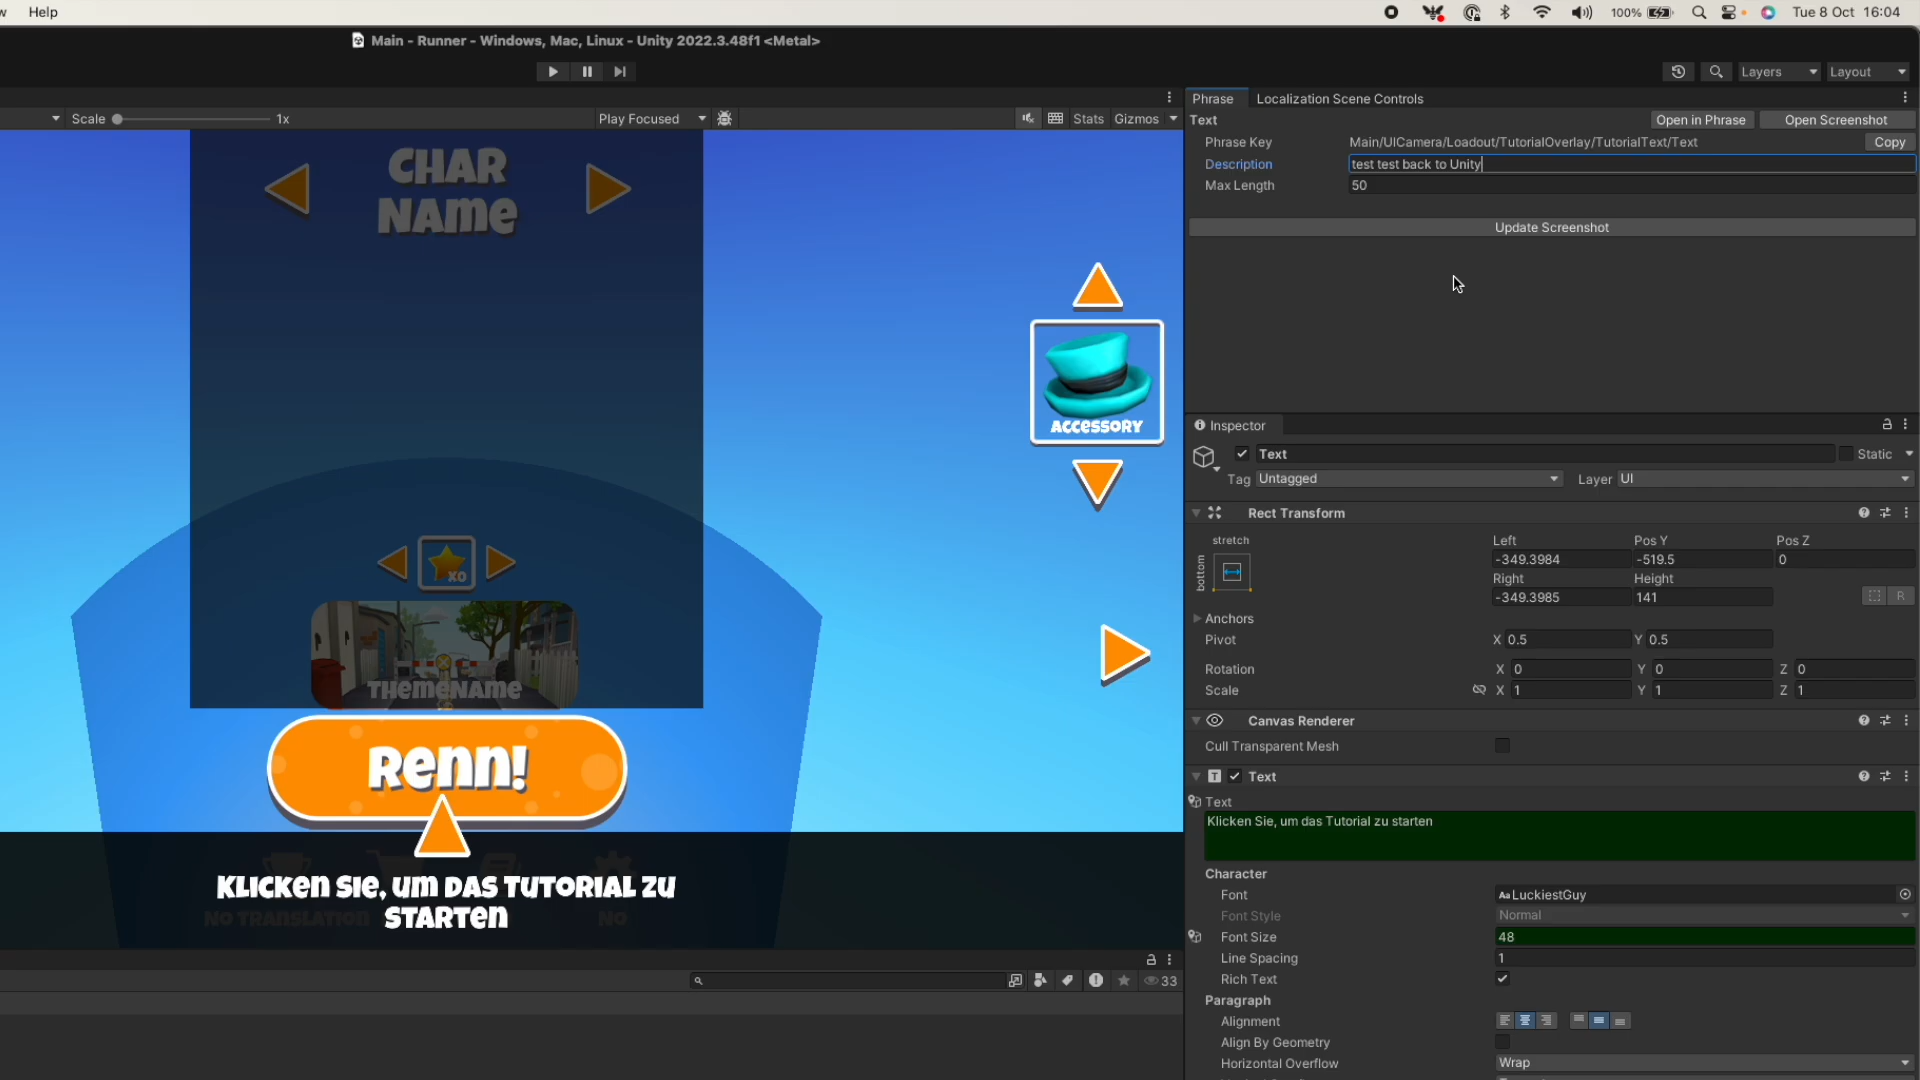 Help
100%
Tue 8 Oct 16:04
Main - Runner - Windows, Mac, Linux - Unity 2022.3.48f1 <Metal>
Layers
Layout
Scale
1x
Play Focused
Stats
Gizmos
CHAR
NAME
ACCESSORY
X0
THEMENAME
Renn!
KLICKEN SIE, UM DAS TUTORIAL ZU
STARTEN
NO TRANSLATION
NO
33
Phrase
Localization Scene Controls
Text
Open in Phrase
Open Screenshot
Phrase Key
Main/UICamera/Loadout/TutorialOverlay/TutorialText/Text
Copy
Description
test test back to Unity
Max Length
50
Update Screenshot
Inspector
Text
Static
Tag Untagged
Layer UI
Rect Transform
stretch
bottom
Left
Pos Y
Pos Z
-349.3984
-519.5
0
Right
Height
-349.3985
141
R
Anchors
Pivot
X 0.5
Y 0.5
Rotation
X 0
Y 0
Z 0
Scale
X 1
Y 1
Z 1
Canvas Renderer
Cull Transparent Mesh
T Text
Text
Klicken Sie, um das Tutorial zu starten
Character
Font
Aa LuckiestGuy
Font Style
Normal
Font Size
48
Line Spacing
1
Rich Text
Paragraph
Alignment
Align By Geometry
Horizontal Overflow
Wrap